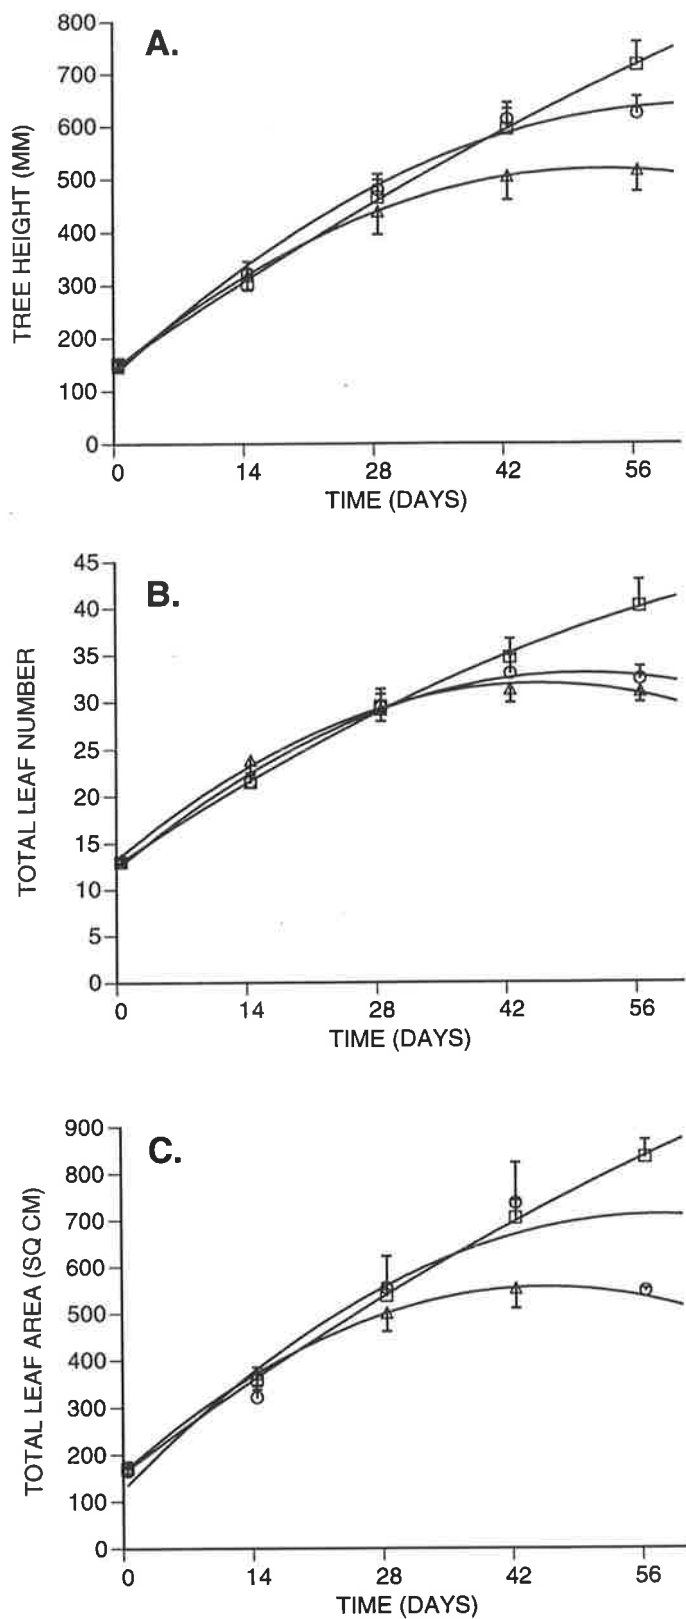 A.
TREE HEIGHT (MM)
800
700
600
500
400
300
200
100
0
0 14 28 42 56
TIME (DAYS)
B.
TOTAL LEAF NUMBER
45
40
35
30
25
20
15
10
5
0
0 14 28 42 56
TIME (DAYS)
C.
TOTAL LEAF AREA (SQ CM)
900
800
700
600
500
400
300
200
100
0
0 14 28 42 56
TIME (DAYS)